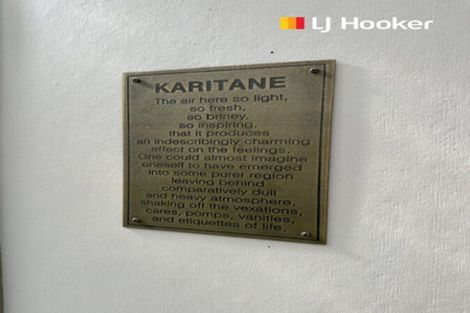 LJ Hooker
KARITANE
The air here so light,
so fresh,
so briney,
so inspiring,
that it produces
an indescribingly charming
effect on the feelings.
One could almost imagine
oneself to have emerged
into some purer region
leaving behind
comparatively dull
and heavy atmosphere,
shaking off the vexations,
cares, pomps, vanities,
and etiquettes of life.